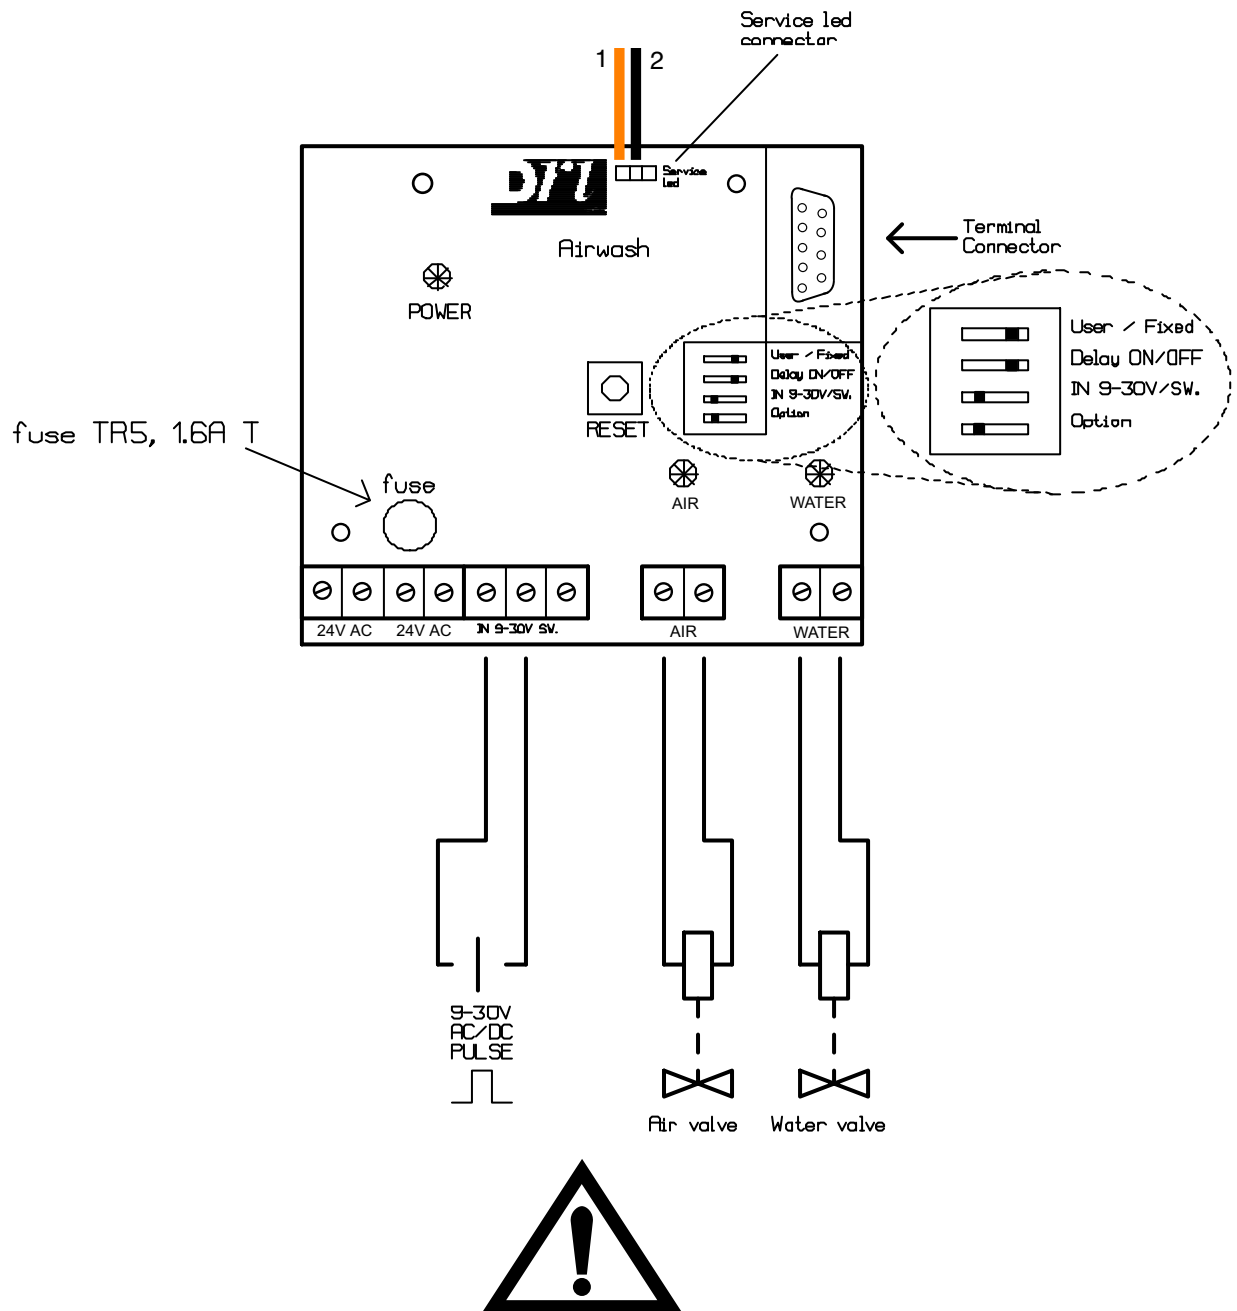 Service led
connector
1 2
Service
led
Dri
Airwash
Terminal
Connector
POWER
User / Fixed
Delay ON/OFF
IN 9-30V/SW.
Option
User / Fixed
Delay ON/OFF
IN 9-30V/SW.
Option
RESET
fuse TR5, 1.6A T
fuse
AIR
WATER
24V AC 24V AC IN 9-30V SW. AIR WATER
9-30V
AC/DC
PULSE
Air valve Water valve